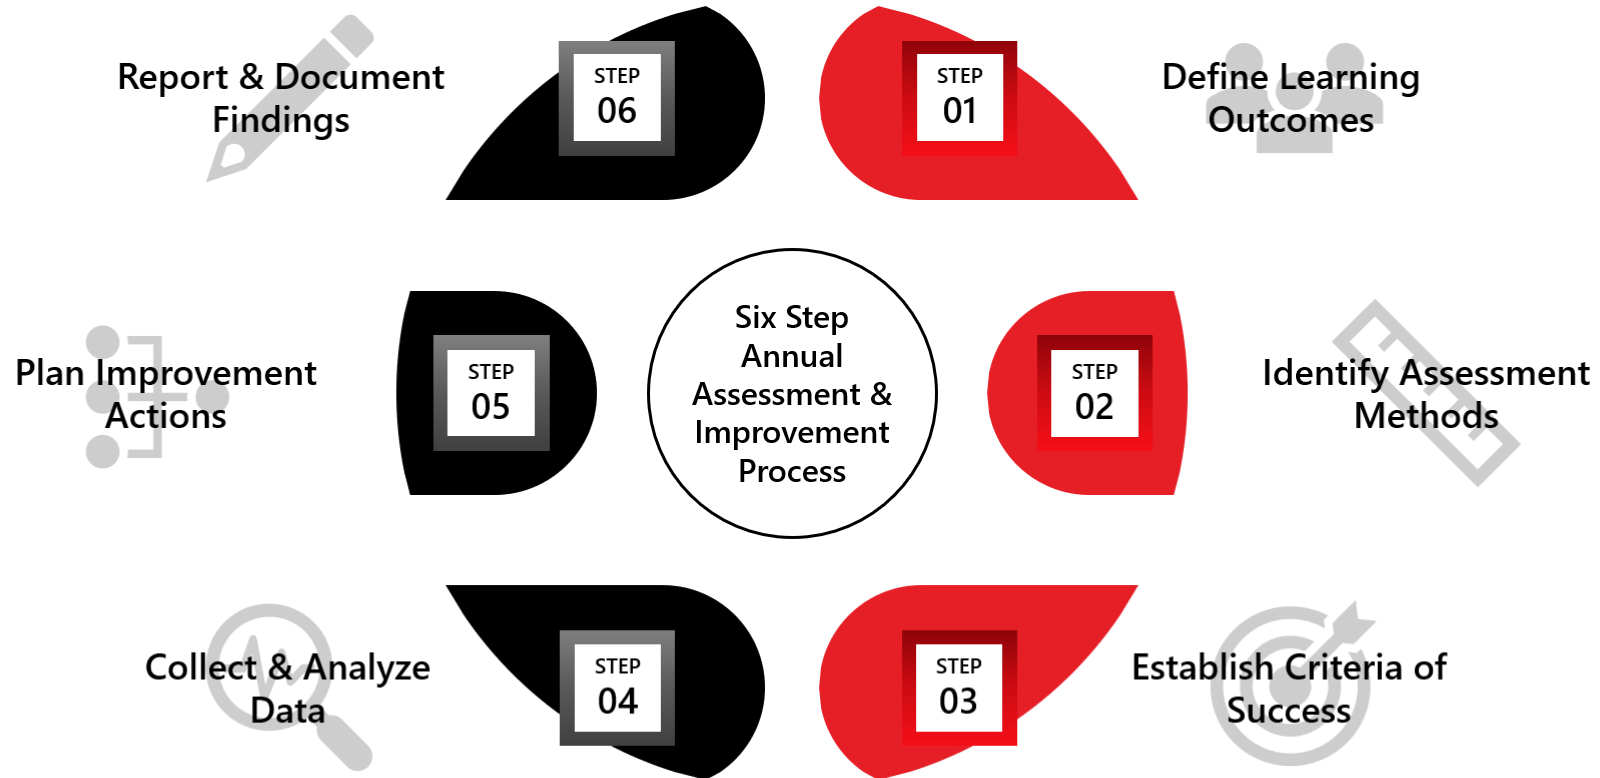 Six Step
Annual
Assessment &
Improvement
Process
STEP
01
Define Learning
Outcomes
STEP
02
Identify Assessment
Methods
STEP
03
Establish Criteria of
Success
STEP
04
Collect & Analyze
Data
STEP
05
Plan Improvement
Actions
STEP
06
Report & Document
Findings